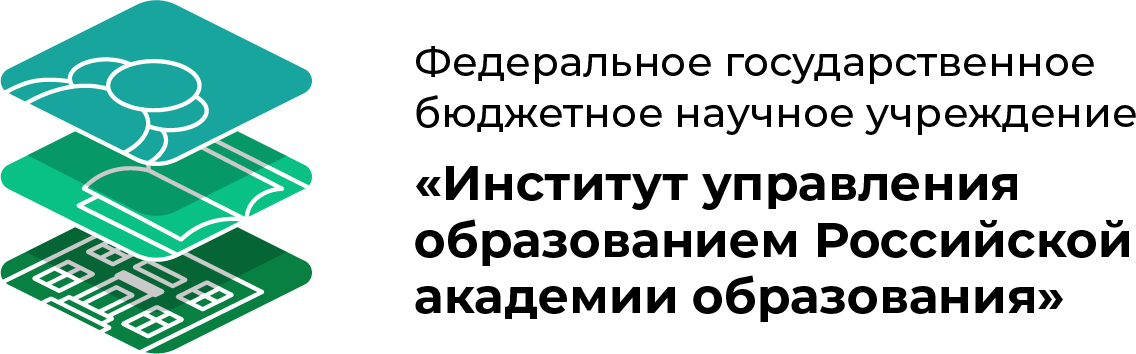 Федеральное государственное
бюджетное научное учреждение
«Институт управления
образованием Российской
академии образования»